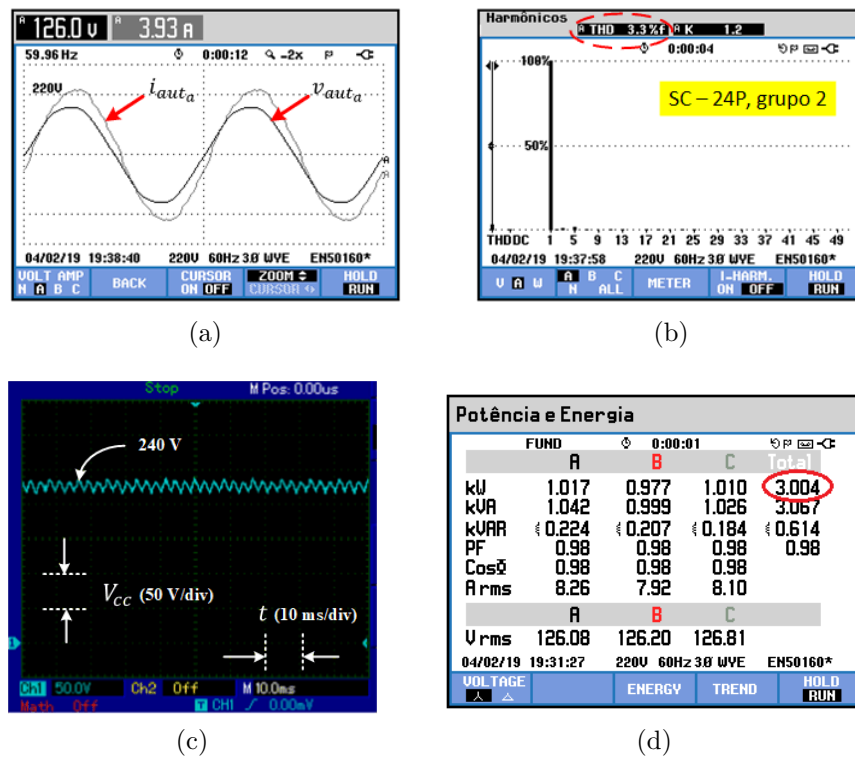 A 126.0 V A 3.93 A
59.96 Hz 0:00:12 -2x P
220V
i_aut_a v_aut_a
A
A
04/02/19 19:38:40 220V 60Hz 3Ø WYE EN50160*
VOLT AMP BACK CURSOR ZOOM HOLD
N A B C ON OFF CURSOR RUN
(a)
Harmônicos
A THD 3.3 %f A K 1.2
0:00:04
100%
SC – 24P, grupo 2
50%
THDDC 1 5 9 13 17 21 25 29 33 37 41 45 49
04/02/19 19:37:58 220V 60Hz 3Ø WYE EN50160*
V A W A B C METER I-HARM. HOLD
N ALL ON OFF RUN
(b)
Stop M Pos: 0.00us
240 V
V_cc (50 V/div)
t (10 ms/div)
1
CH1 50.0V Ch2 Off M 10.0ms
Math Off T CH1 0.00mV
(c)
Potência e Energia
FUND 0:00:01
A B C Total
kW 1.017 0.977 1.010 3.004
kVA 1.042 0.999 1.026 3.067
kVAR 0.224 0.207 0.184 0.614
PF 0.98 0.98 0.98 0.98
CosΦ 0.98 0.98 0.98
A rms 8.26 7.92 8.10
A B C
V rms 126.08 126.20 126.81
04/02/19 19:31:27 220V 60Hz 3Ø WYE EN50160*
VOLTAGE ENERGY TREND HOLD
RUN
(d)